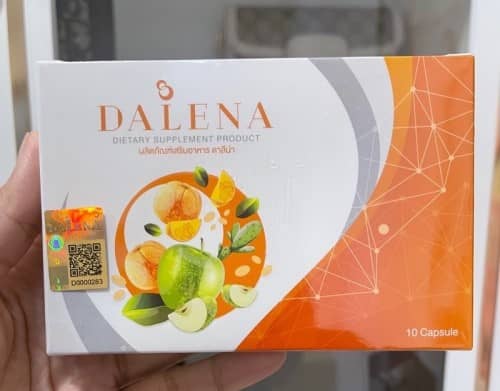 DALENA
DIETARY SUPPLEMENT PRODUCT
ผลิตภัณฑ์เสริมอาหาร ดาลีน่า
DALENA
D0000283
10 Capsule